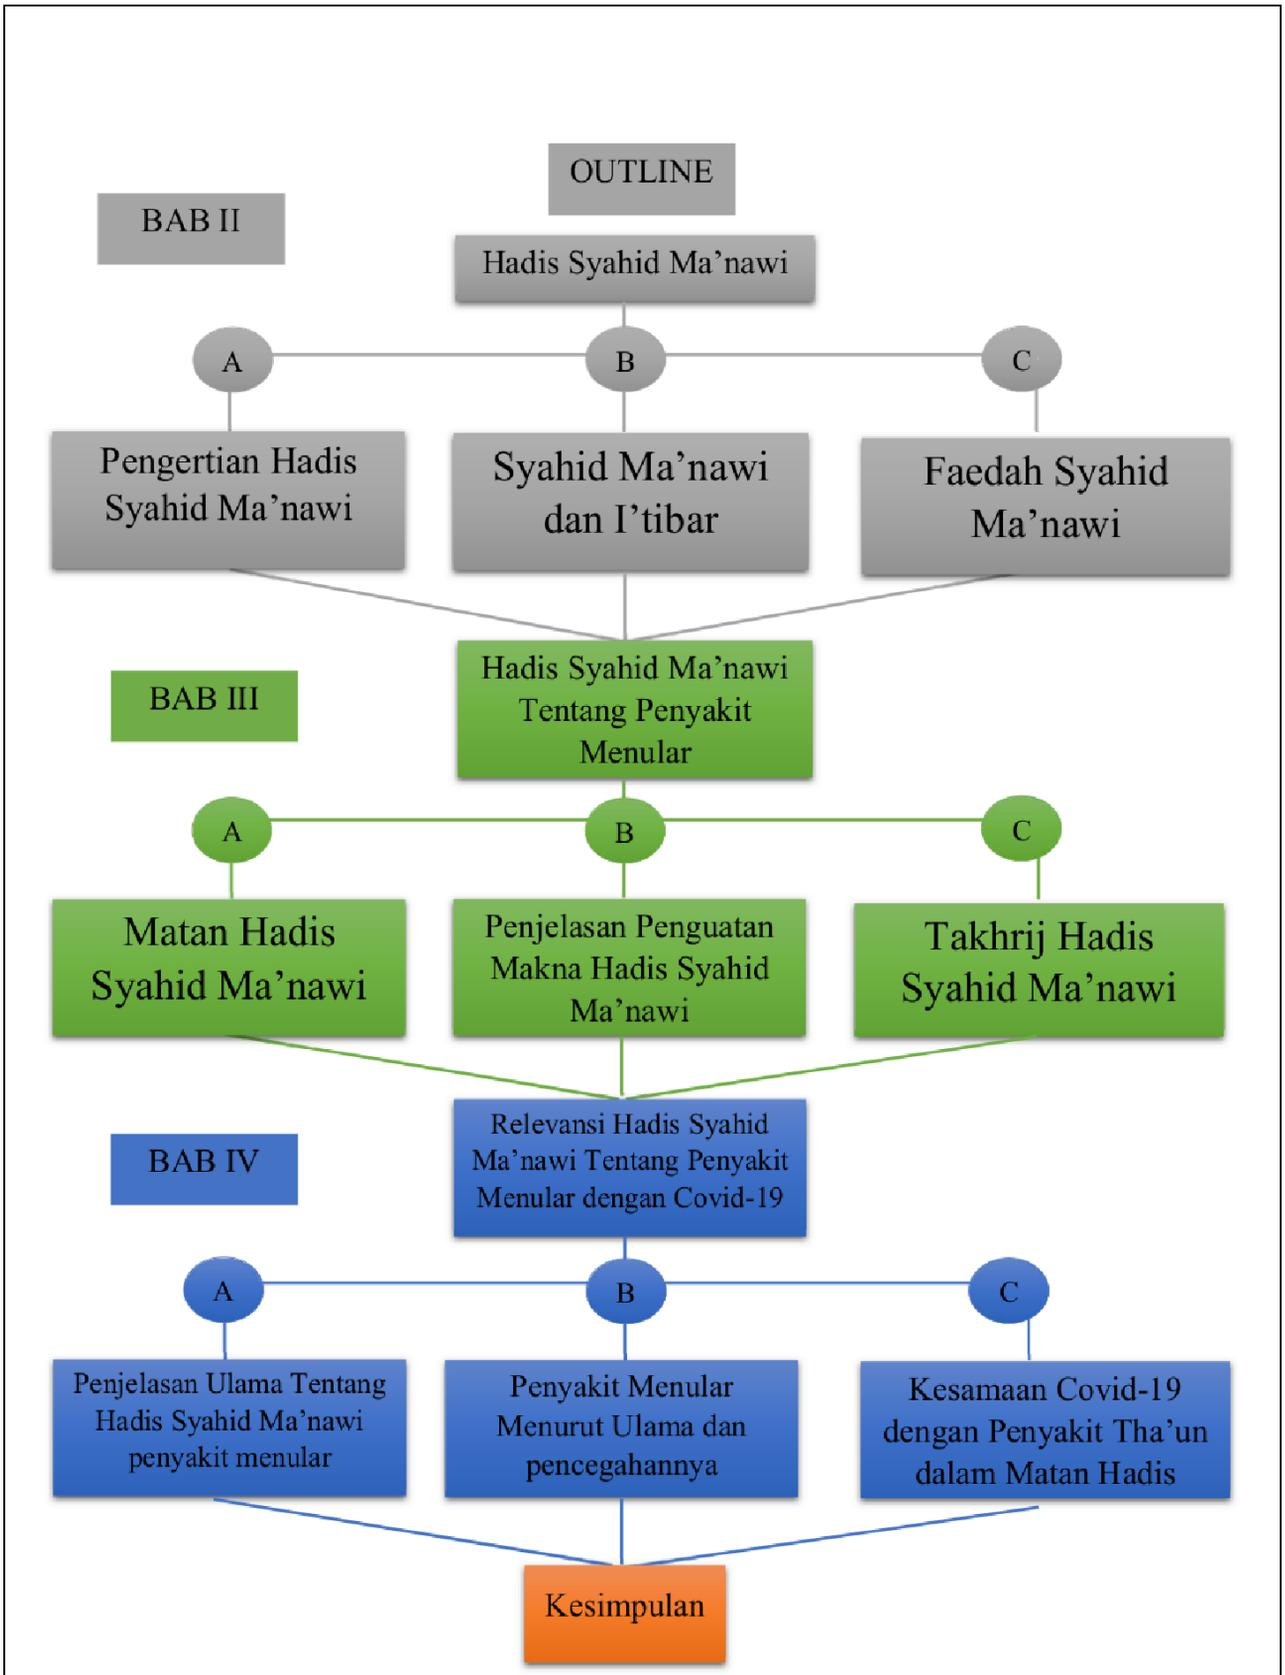 OUTLINE
BAB II
Hadis Syahid Ma’nawi
A
B
C
Pengertian Hadis
Syahid Ma’nawi
Syahid Ma’nawi
dan I’tibar
Faedah Syahid
Ma’nawi
BAB III
Hadis Syahid Ma’nawi
Tentang Penyakit
Menular
A
B
C
Matan Hadis
Syahid Ma’nawi
Penjelasan Penguatan
Makna Hadis Syahid
Ma’nawi
Takhrij Hadis
Syahid Ma’nawi
BAB IV
Relevansi Hadis Syahid
Ma’nawi Tentang Penyakit
Menular dengan Covid-19
A
B
C
Penjelasan Ulama Tentang
Hadis Syahid Ma’nawi
penyakit menular
Penyakit Menular
Menurut Ulama dan
pencegahannya
Kesamaan Covid-19
dengan Penyakit Tha’un
dalam Matan Hadis
Kesimpulan